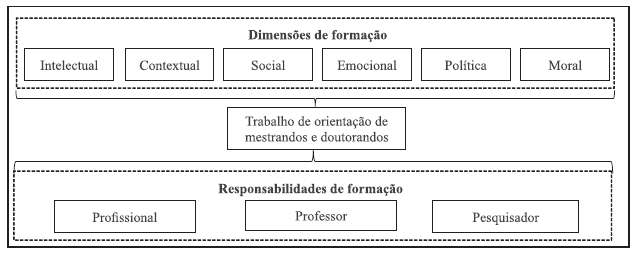 Dimensões de formação
Intelectual
Contextual
Social
Emocional
Política
Moral
Trabalho de orientação de
mestrandos e doutorandos
Responsabilidades de formação
Profissional
Professor
Pesquisador